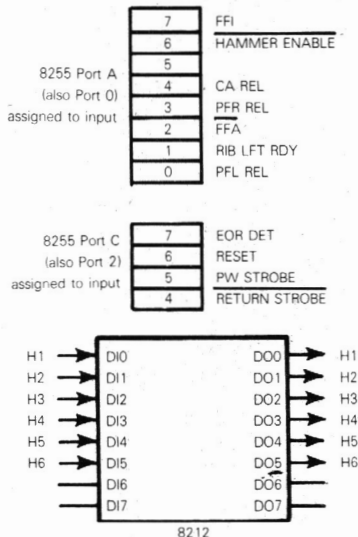 7 FFI
6 HAMMER ENABLE
5
8255 Port A
4 CA REL
(also Port 0)
3 PFR REL
assigned to input
2 FFA
1 RIB LFT RDY
0 PFL REL
8255 Port C
7 EOR DET
(also Port 2)
6 RESET
assigned to input
5 PW STROBE
4 RETURN STROBE
H1 DI0 DO0 H1
H2 DI1 DO1 H2
H3 DI2 DO2 H3
H4 DI3 DO3 H4
H5 DI4 DO4 H5
H6 DI5 DO5 H6
DI6 DO6
DI7 DO7
8212